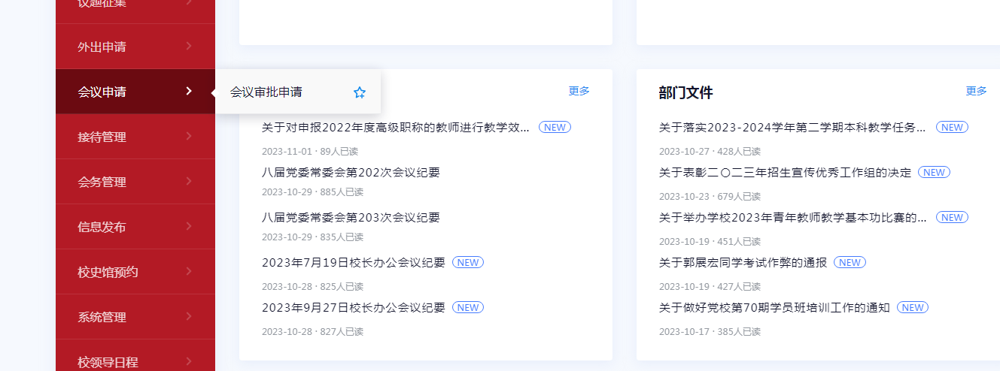 议题征集
外出申请
会议申请
会议审批申请
接待管理
会务管理
信息发布
校史馆预约
系统管理
校领导日程
更多
关于对申报2022年度高级职称的教师进行教学效... NEW
2023-11-01 · 89人已读
八届党委常委会第202次会议纪要
2023-10-29 · 885人已读
八届党委常委会第203次会议纪要
2023-10-29 · 835人已读
2023年7月19日校长办公会议纪要 NEW
2023-10-28 · 825人已读
2023年9月27日校长办公会议纪要 NEW
2023-10-28 · 827人已读
部门文件 更多
关于落实2023-2024学年第二学期本科教学任务... NEW
2023-10-27 · 428人已读
关于表彰二〇二三年招生宣传优秀工作组的决定 NEW
2023-10-23 · 679人已读
关于举办学校2023年青年教师教学基本功比赛的... NEW
2023-10-19 · 451人已读
关于郭展宏同学考试作弊的通报 NEW
2023-10-19 · 427人已读
关于做好党校第70期学员班培训工作的通知 NEW
2023-10-17 · 385人已读